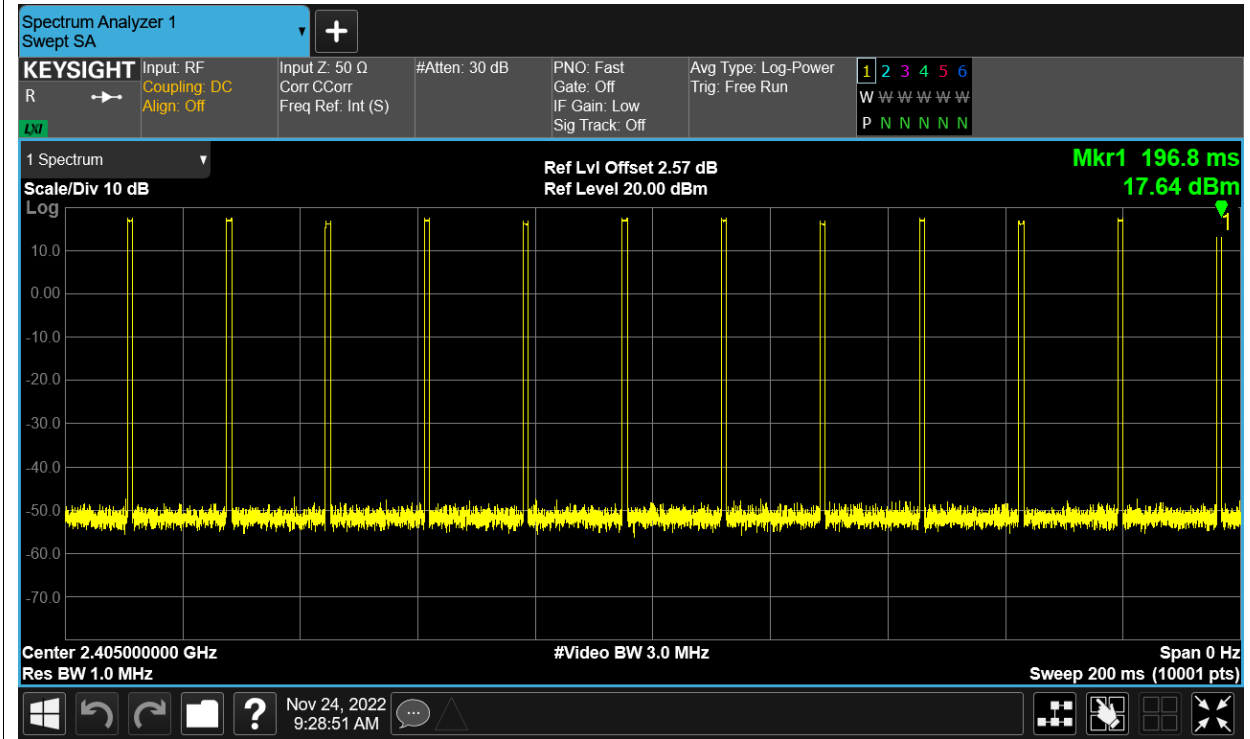 Spectrum Analyzer 1
Swept SA
KEYSIGHT
R
LXI
Input: RF
Coupling: DC
Align: Off
Input Z: 50 Ω
Corr CCorr
Freq Ref: Int (S)
#Atten: 30 dB
PNO: Fast
Gate: Off
IF Gain: Low
Sig Track: Off
Avg Type: Log-Power
Trig: Free Run
1 2 3 4 5 6
W W W W W W
P N N N N N
1 Spectrum
Scale/Div 10 dB
Log
Ref Lvl Offset 2.57 dB
Ref Level 20.00 dBm
Mkr1 196.8 ms
17.64 dBm
1
10.0
0.00
-10.0
-20.0
-30.0
-40.0
-50.0
-60.0
-70.0
Center 2.405000000 GHz
Res BW 1.0 MHz
#Video BW 3.0 MHz
Span 0 Hz
Sweep 200 ms (10001 pts)
?
Nov 24, 2022
9:28:51 AM